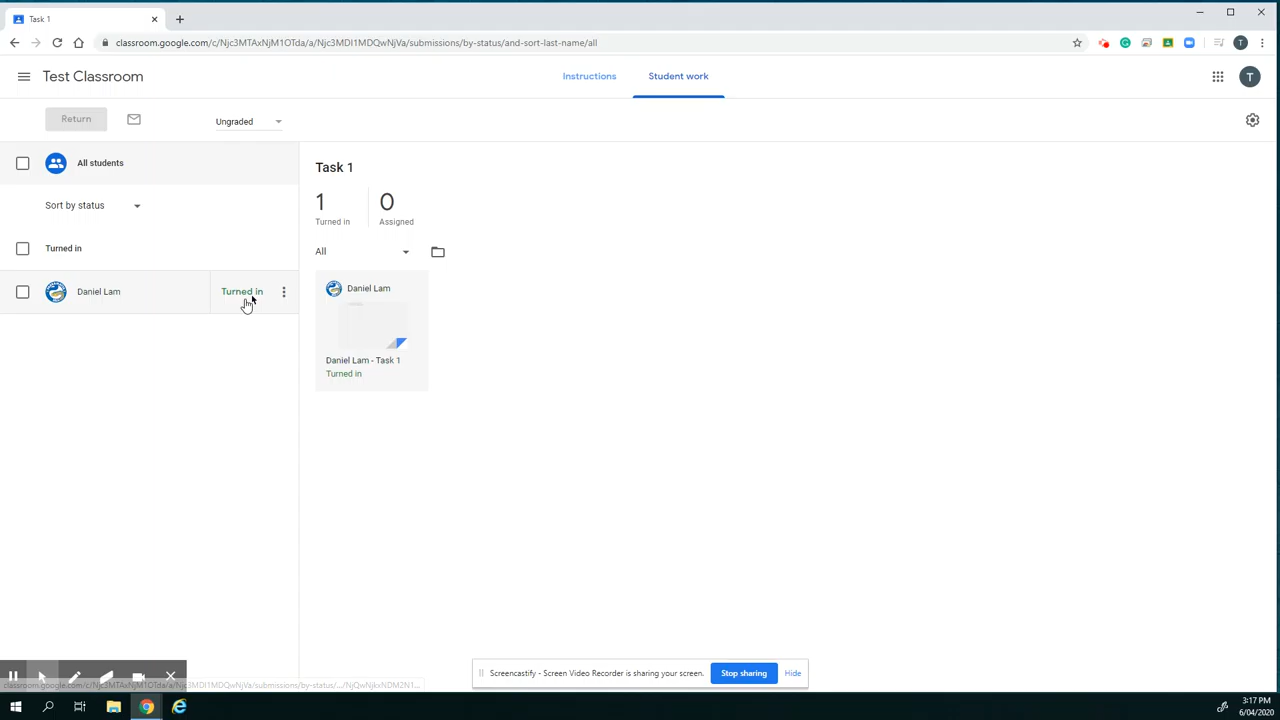 Task 1
classroom.google.com/c/Njc3MTAxNjM1OTda/a/Njc3MDI1MDQwNjVa/submissions/by-status/and-sort-last-name/all
T
Test Classroom
Instructions
Student work
T
Return
Ungraded
All students
Sort by status
Turned in
Daniel Lam
Turned in
Task 1
1
0
Turned in
Assigned
All
Daniel Lam
Daniel Lam - Task 1
Turned in
Screencastify - Screen Video Recorder is sharing your screen.
Stop sharing
Hide
3:17 PM
6/04/2020